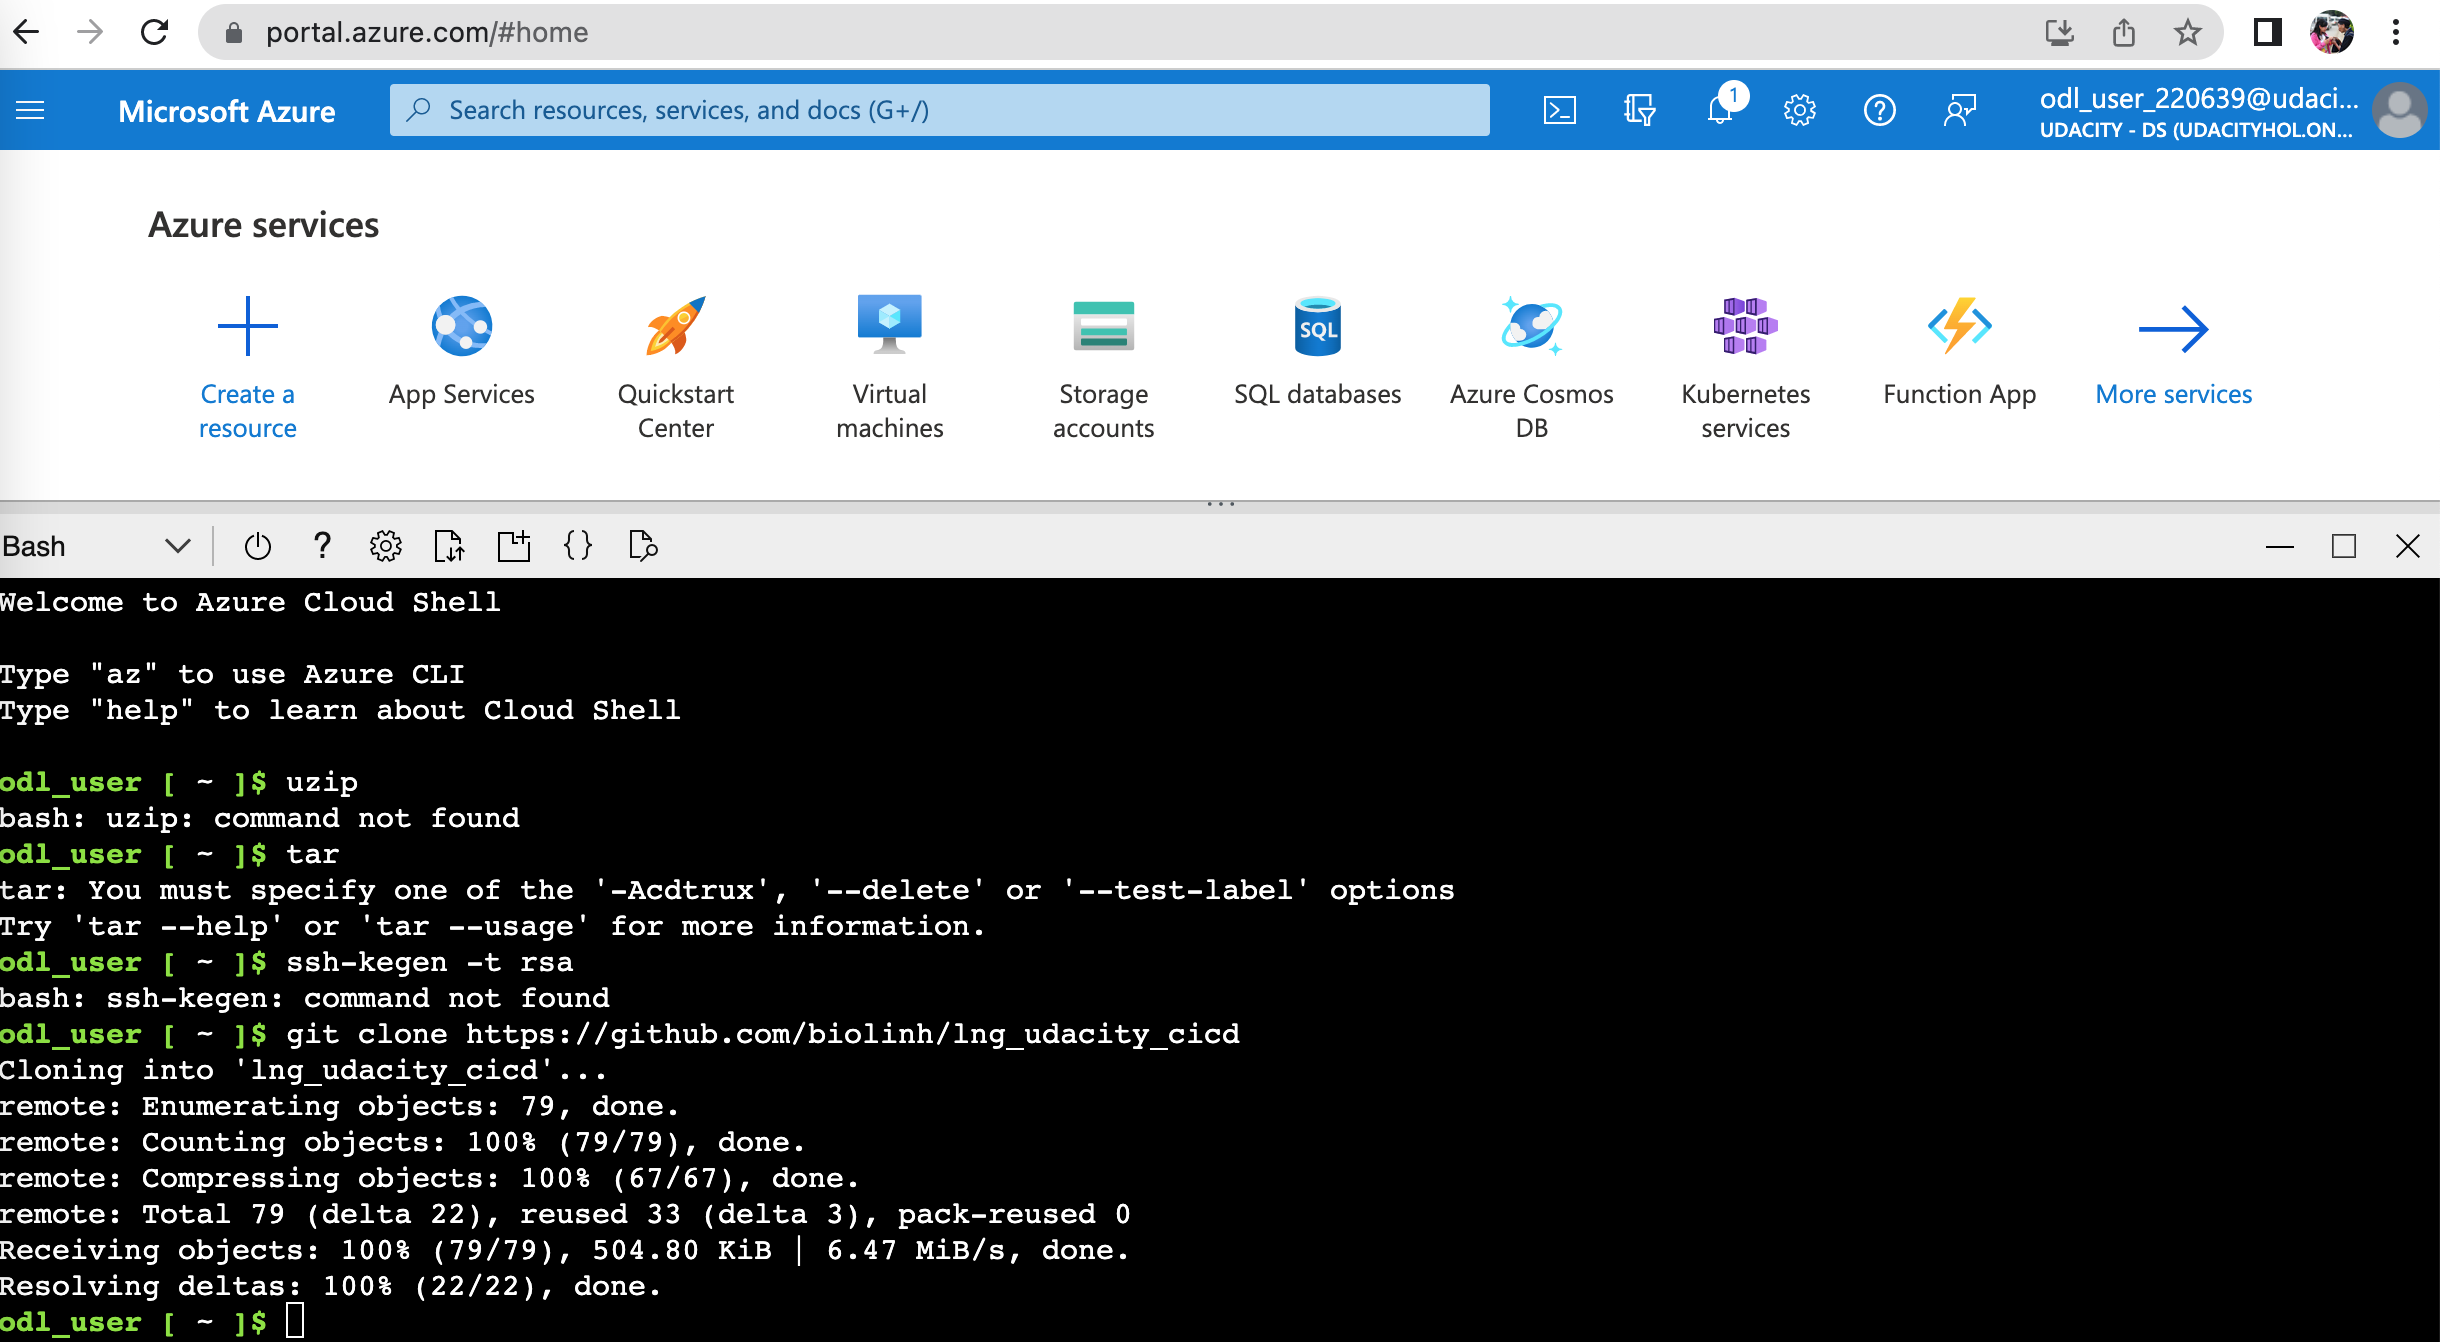 portal.azure.com/#home
Microsoft Azure
Search resources, services, and docs (G+/)
1
odl_user_220639@udaci...
UDACITY - DS (UDACITYHOL.ON...
Azure services
Create a
resource
App Services
Quickstart
Center
Virtual
machines
Storage
accounts
SQL
SQL databases
Azure Cosmos
DB
Kubernetes
services
Function App
More services
Bash
Welcome to Azure Cloud Shell
Type "az" to use Azure CLI
Type "help" to learn about Cloud Shell
odl_user [ ~ ]$ uzip
bash: uzip: command not found
odl_user [ ~ ]$ tar
tar: You must specify one of the '-Acdtrux', '--delete' or '--test-label' options
Try 'tar --help' or 'tar --usage' for more information.
odl_user [ ~ ]$ ssh-kegen -t rsa
bash: ssh-kegen: command not found
odl_user [ ~ ]$ git clone https://github.com/biolinh/lng_udacity_cicd
Cloning into 'lng_udacity_cicd'...
remote: Enumerating objects: 79, done.
remote: Counting objects: 100% (79/79), done.
remote: Compressing objects: 100% (67/67), done.
remote: Total 79 (delta 22), reused 33 (delta 3), pack-reused 0
Receiving objects: 100% (79/79), 504.80 KiB | 6.47 MiB/s, done.
Resolving deltas: 100% (22/22), done.
odl_user [ ~ ]$